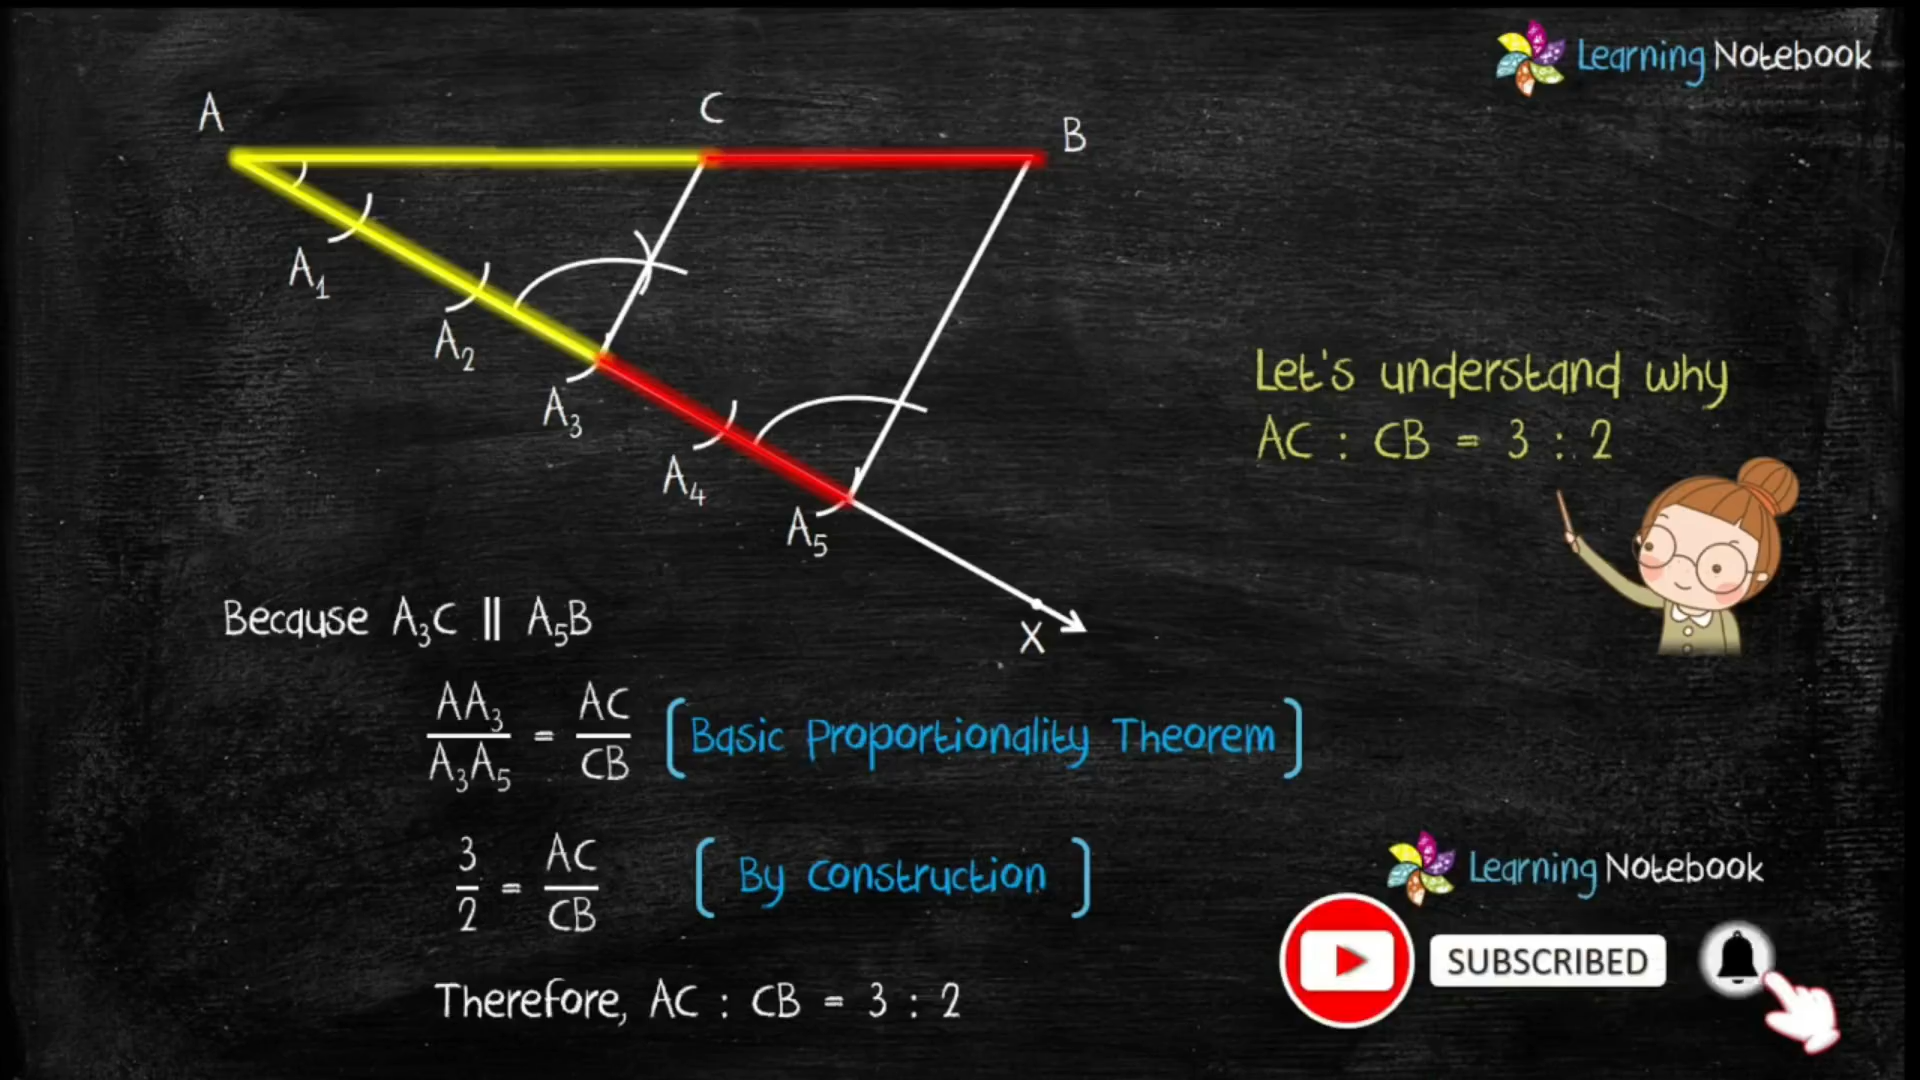 Learning Notebook
A
C
B
A₁
A₂
A₃
A₄
A₅
X
Let's understand why
AC : CB = 3 : 2
Because A₃C || A₅B
AA₃/A₃A₅ = AC/CB [Basic Proportionality Theorem]
3/2 = AC/CB [By construction]
Therefore, AC : CB = 3 : 2
Learning Notebook
SUBSCRIBED